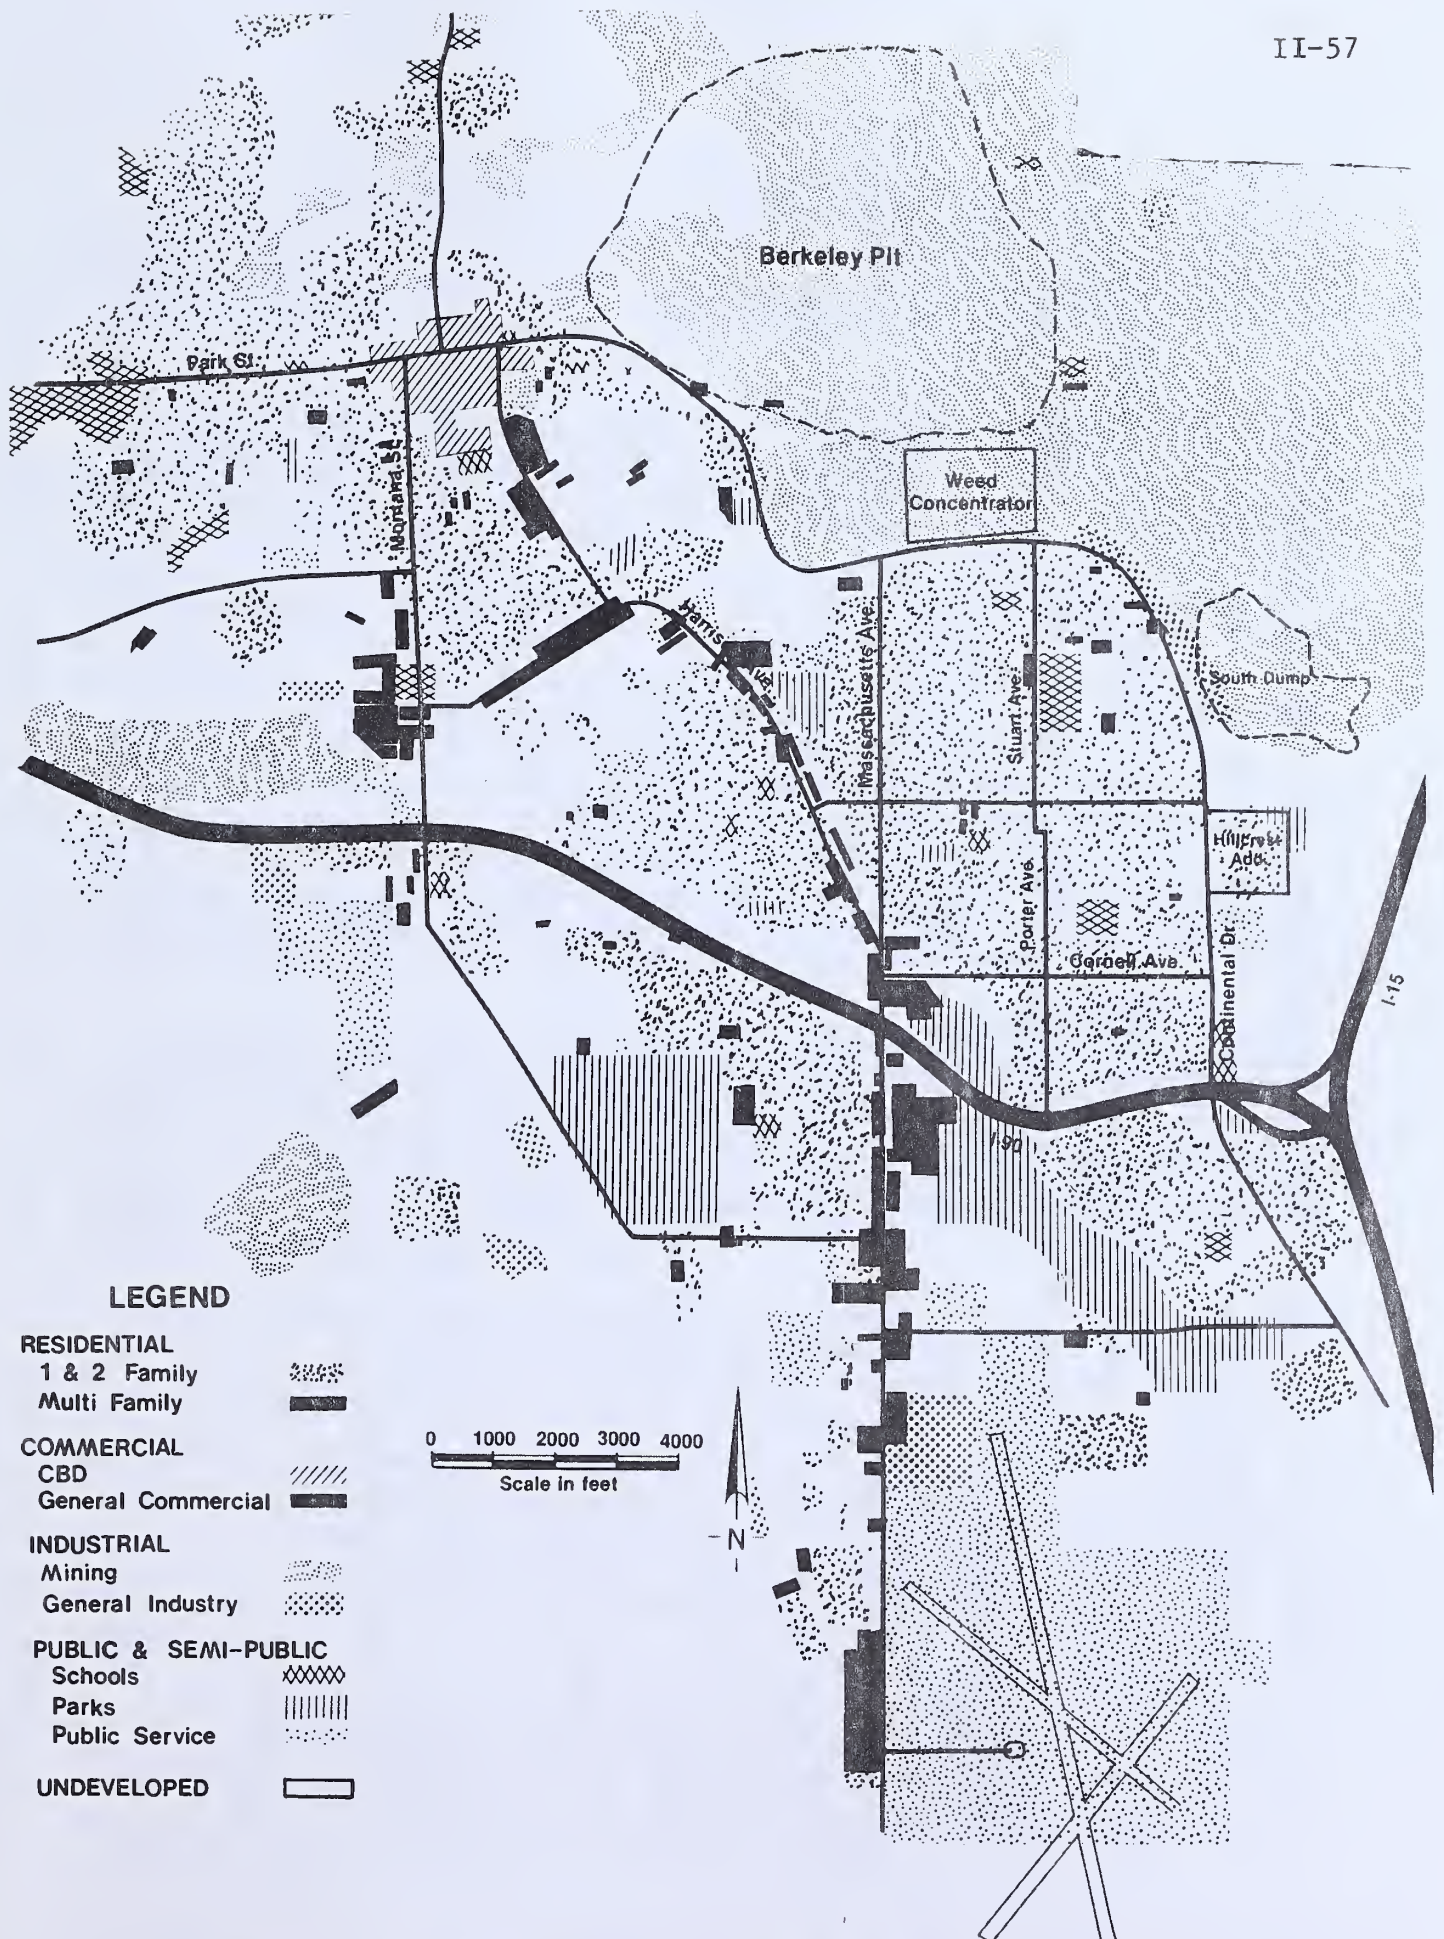 II-57
Berkeley Pit
Park St.
Weed
Concentrator
Montana St.
Harris Ave.
Massachusetts Ave.
Stuart Ave.
South Dump
Hillcrest
Add.
Porter Ave.
Cornell Ave.
Continental Dr.
I-15
I-90
LEGEND
RESIDENTIAL
1 & 2 Family
Multi Family
COMMERCIAL
CBD
General Commercial
INDUSTRIAL
Mining
General Industry
PUBLIC & SEMI-PUBLIC
Schools
Parks
Public Service
UNDEVELOPED
0 1000 2000 3000 4000
Scale in feet
N